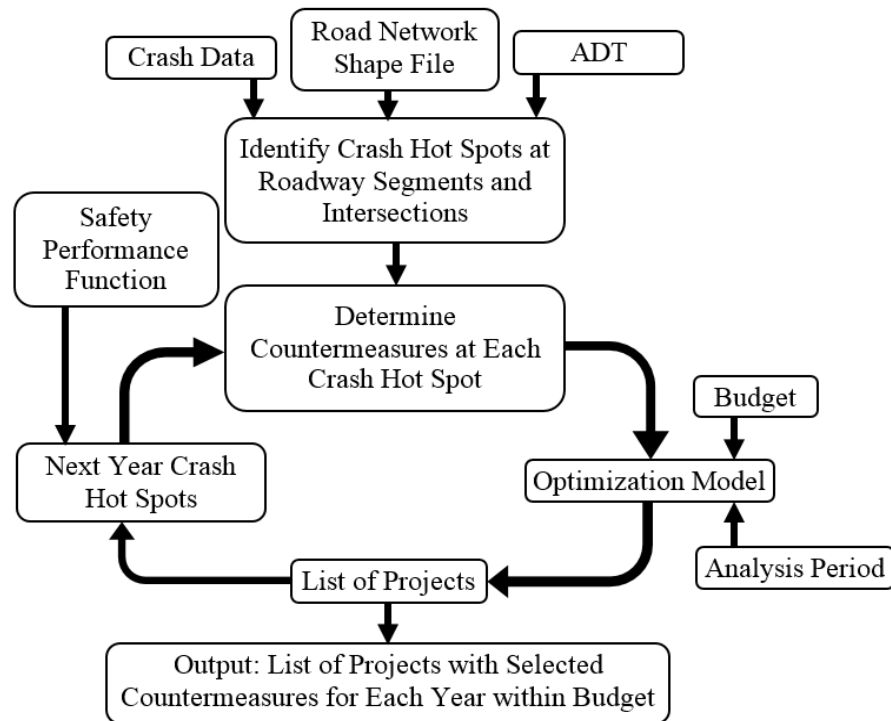 Crash Data
Road Network
Shape File
ADT
Identify Crash Hot Spots at
Roadway Segments and
Intersections
Safety
Performance
Function
Determine
Countermeasures at Each
Crash Hot Spot
Budget
Next Year Crash
Hot Spots
Optimization Model
List of Projects
Analysis Period
Output: List of Projects with Selected
Countermeasures for Each Year within Budget